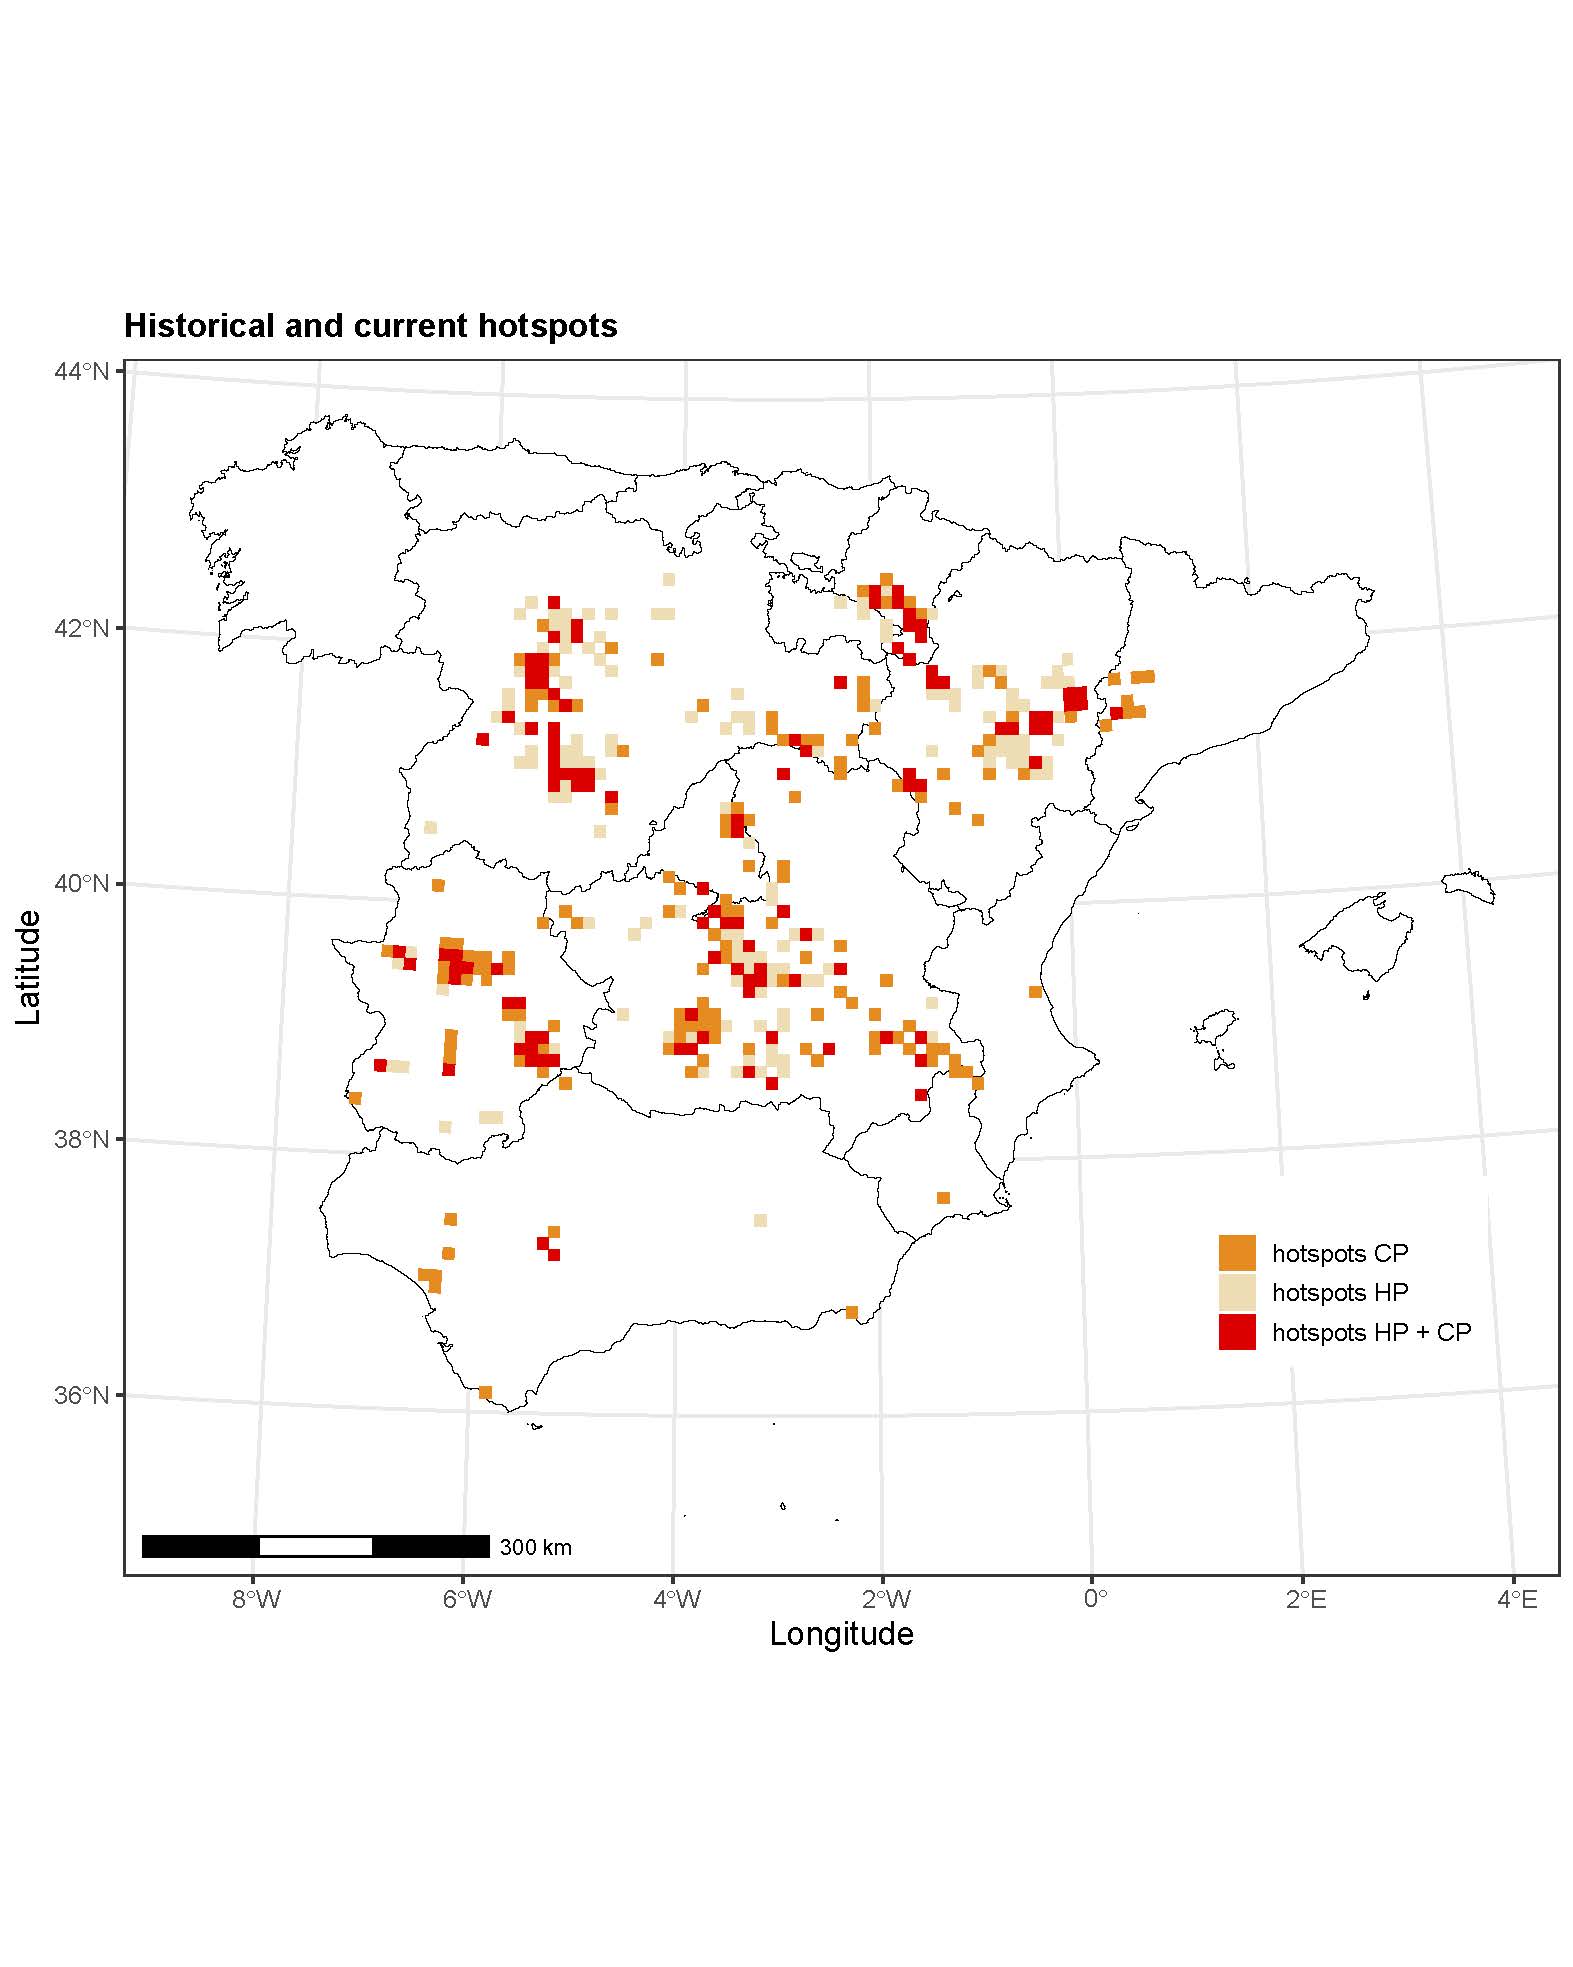 Historical and current hotspots
44°N
42°N
40°N
38°N
36°N
Latitude
hotspots CP
hotspots HP
hotspots HP + CP
300 km
8°W 6°W 4°W 2°W 0° 2°E 4°E
Longitude